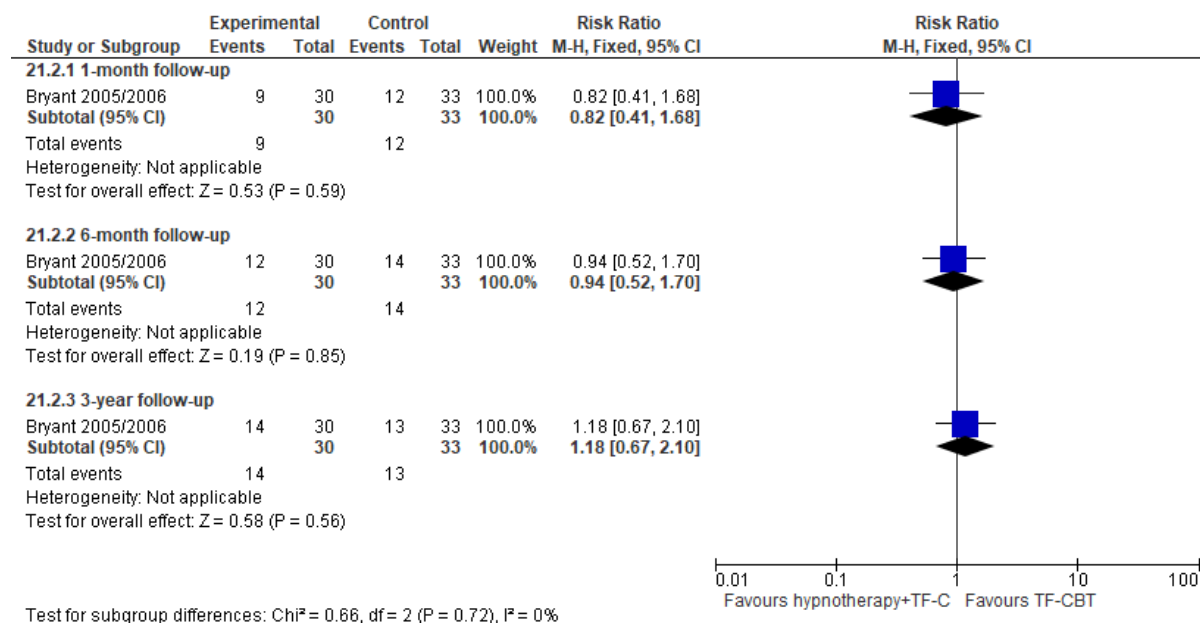 Experimental Control Risk Ratio Risk Ratio
Study or Subgroup Events Total Events Total Weight M-H, Fixed, 95% CI M-H, Fixed, 95% CI
21.2.1 1-month follow-up
Bryant 2005/2006 9 30 12 33 100.0% 0.82 [0.41, 1.68]
Subtotal (95% CI) 30 33 100.0% 0.82 [0.41, 1.68]
Total events 9 12
Heterogeneity: Not applicable
Test for overall effect: Z = 0.53 (P = 0.59)
21.2.2 6-month follow-up
Bryant 2005/2006 12 30 14 33 100.0% 0.94 [0.52, 1.70]
Subtotal (95% CI) 30 33 100.0% 0.94 [0.52, 1.70]
Total events 12 14
Heterogeneity: Not applicable
Test for overall effect: Z = 0.19 (P = 0.85)
21.2.3 3-year follow-up
Bryant 2005/2006 14 30 13 33 100.0% 1.18 [0.67, 2.10]
Subtotal (95% CI) 30 33 100.0% 1.18 [0.67, 2.10]
Total events 14 13
Heterogeneity: Not applicable
Test for overall effect: Z = 0.58 (P = 0.56)
0.01 0.1 1 10 100
Favours hypnotherapy+TF-C Favours TF-CBT
Test for subgroup differences: Chi² = 0.66, df = 2 (P = 0.72), I² = 0%